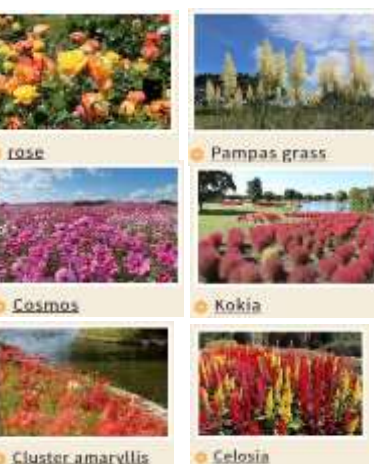 rose
Pampas grass
Cosmos
Kokia
Cluster amaryllis
Celosia